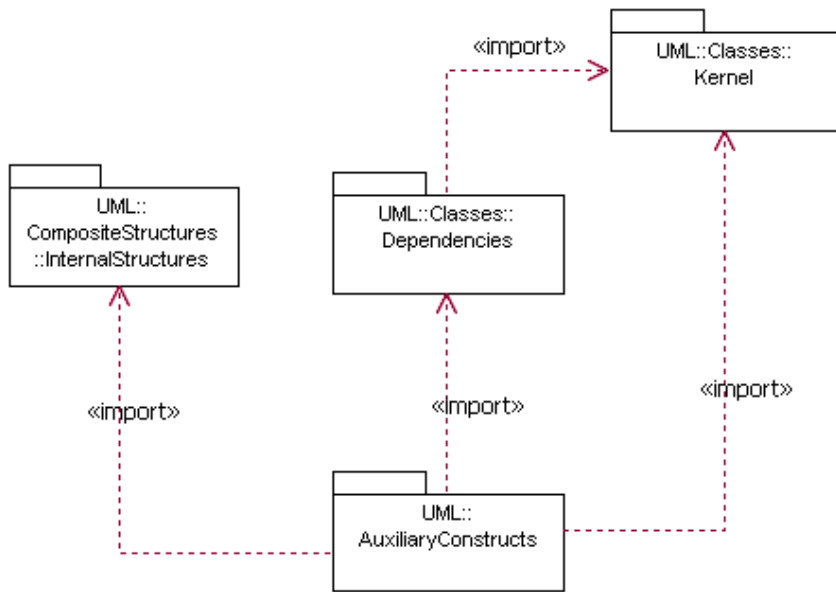 «import»
UML::Classes::
Kernel
UML::
CompositeStructures
::InternalStructures
UML::Classes::
Dependencies
«import»
«import»
«import»
UML::
AuxiliaryConstructs